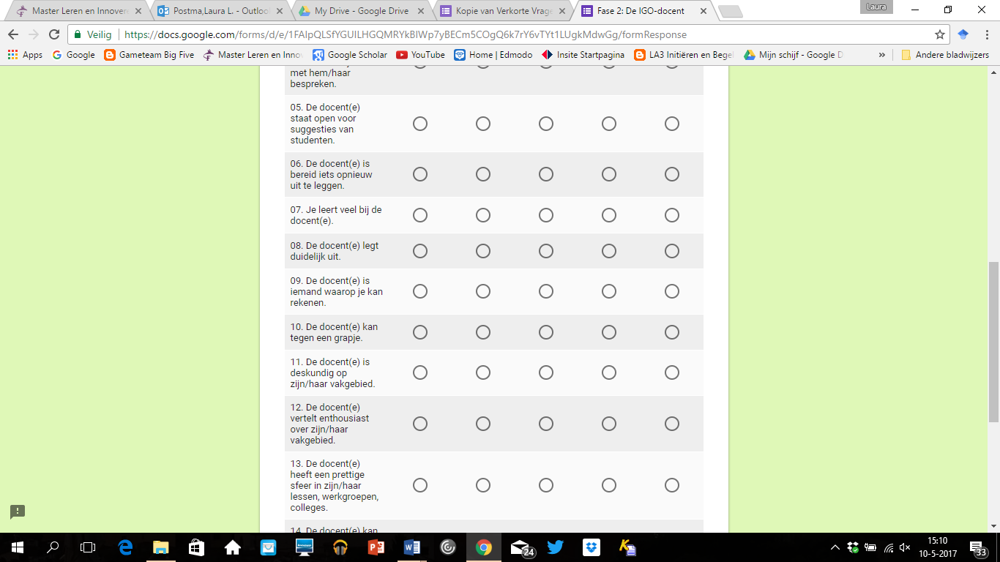 Master Leren en Innovere
Postma,Laura L. - Outloo
My Drive - Google Drive
Kopie van Verkorte Vrage
Fase 2: De IGO-docent
Laura
Veilig
https://docs.google.com/forms/d/e/1FAIpQLSfYGUILHGQMRYkBIWp7yBECm5COgQ6k7rY6vTYt1LUgkMdwGg/formResponse
Apps
Google
Gameteam Big Five
Master Leren en Inno
Google Scholar
YouTube
Home | Edmodo
Insite Startpagina
LA3 Initiëren en Bege
Mijn schijf - Google D
»
Andere bladwijzers
met hem/haar
bespreken.
05. De docent(e)
staat open voor
suggesties van
studenten.
06. De docent(e) is
bereid iets opnieuw
uit te leggen.
07. Je leert veel bij de
docent(e).
08. De docent(e) legt
duidelijk uit.
09. De docent(e) is
iemand waarop je kan
rekenen.
10. De docent(e) kan
tegen een grapje.
11. De docent(e) is
deskundig op
zijn/haar vakgebied.
12. De docent(e)
vertelt enthousiast
over zijn/haar
vakgebied.
13. De docent(e)
heeft een prettige
sfeer in zijn/haar
lessen, werkgroepen,
colleges.
14. De docent(e) kan
24
15:10
10-5-2017
33